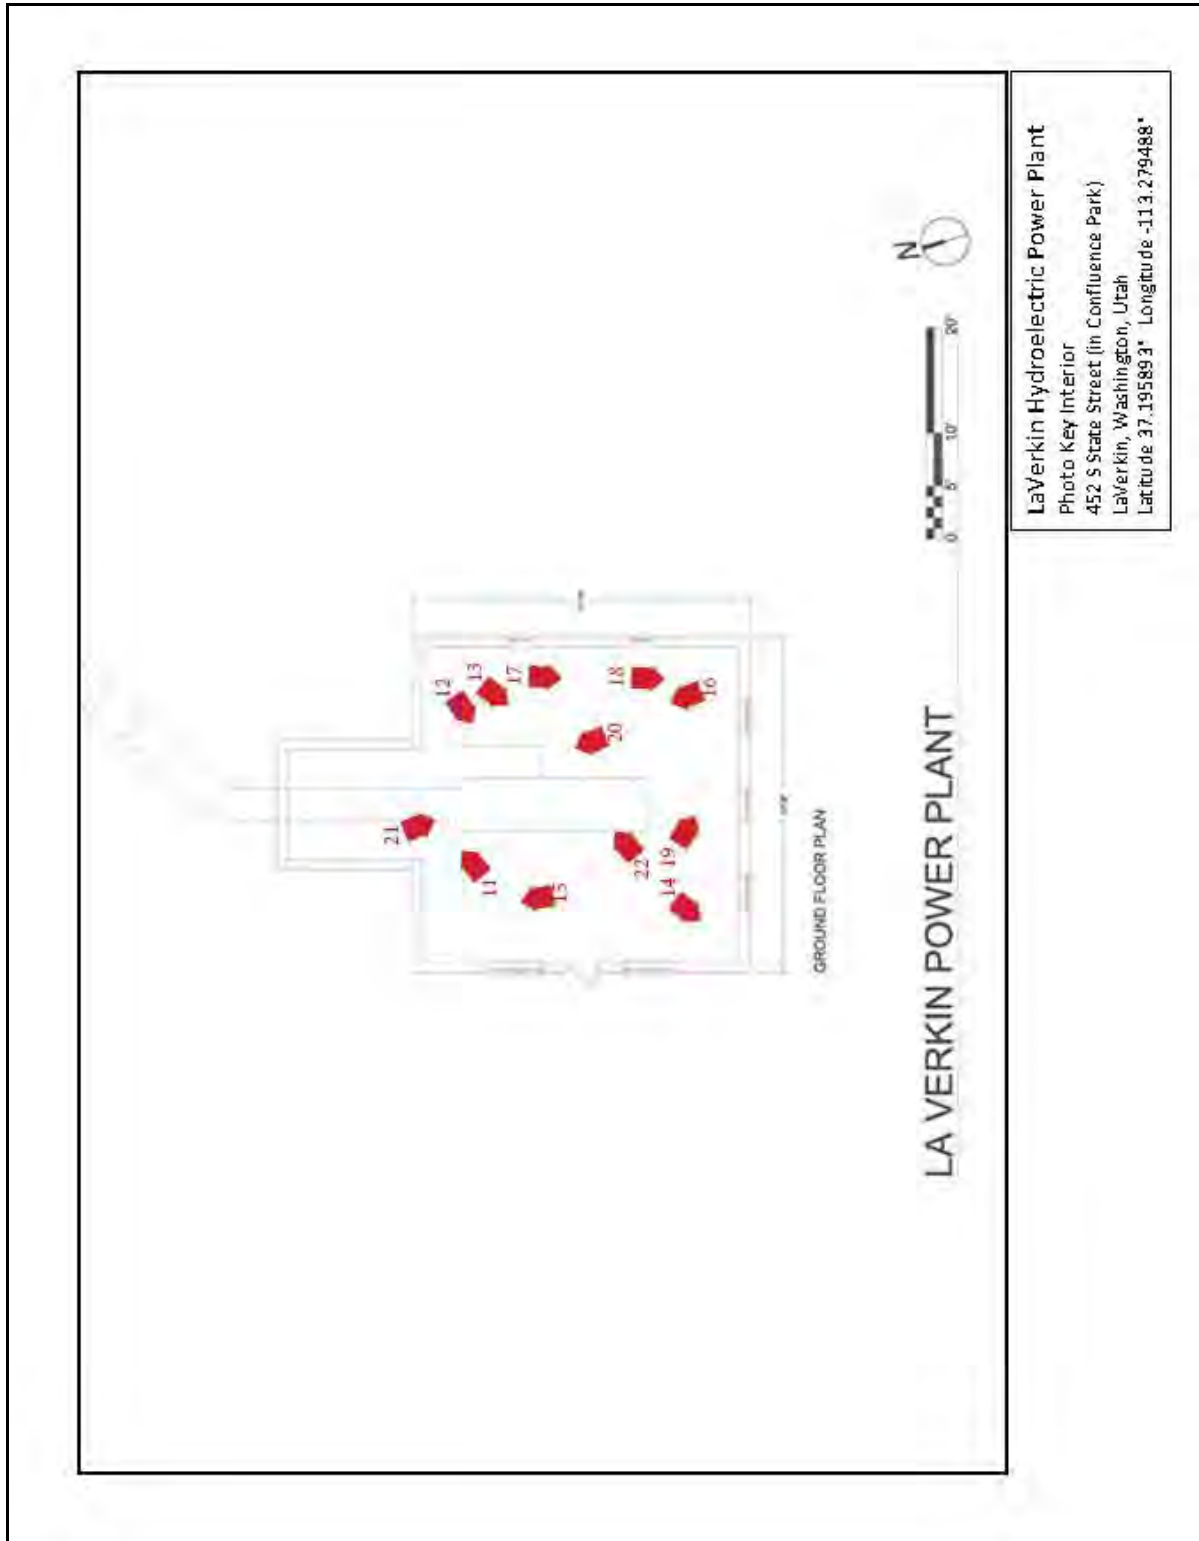 LaVerkin Hydroelectric Power Plant
Photo Key Interior
452 S State Street (in Confluence Park)
LaVerkin, Washington, Utah
Latitude 37.195893° Longitude -113.279488°
N
0 5' 10' 20'
12
13
17
18
16
20
21
11
15
22
19
14
GROUND FLOOR PLAN
LA VERKIN POWER PLANT